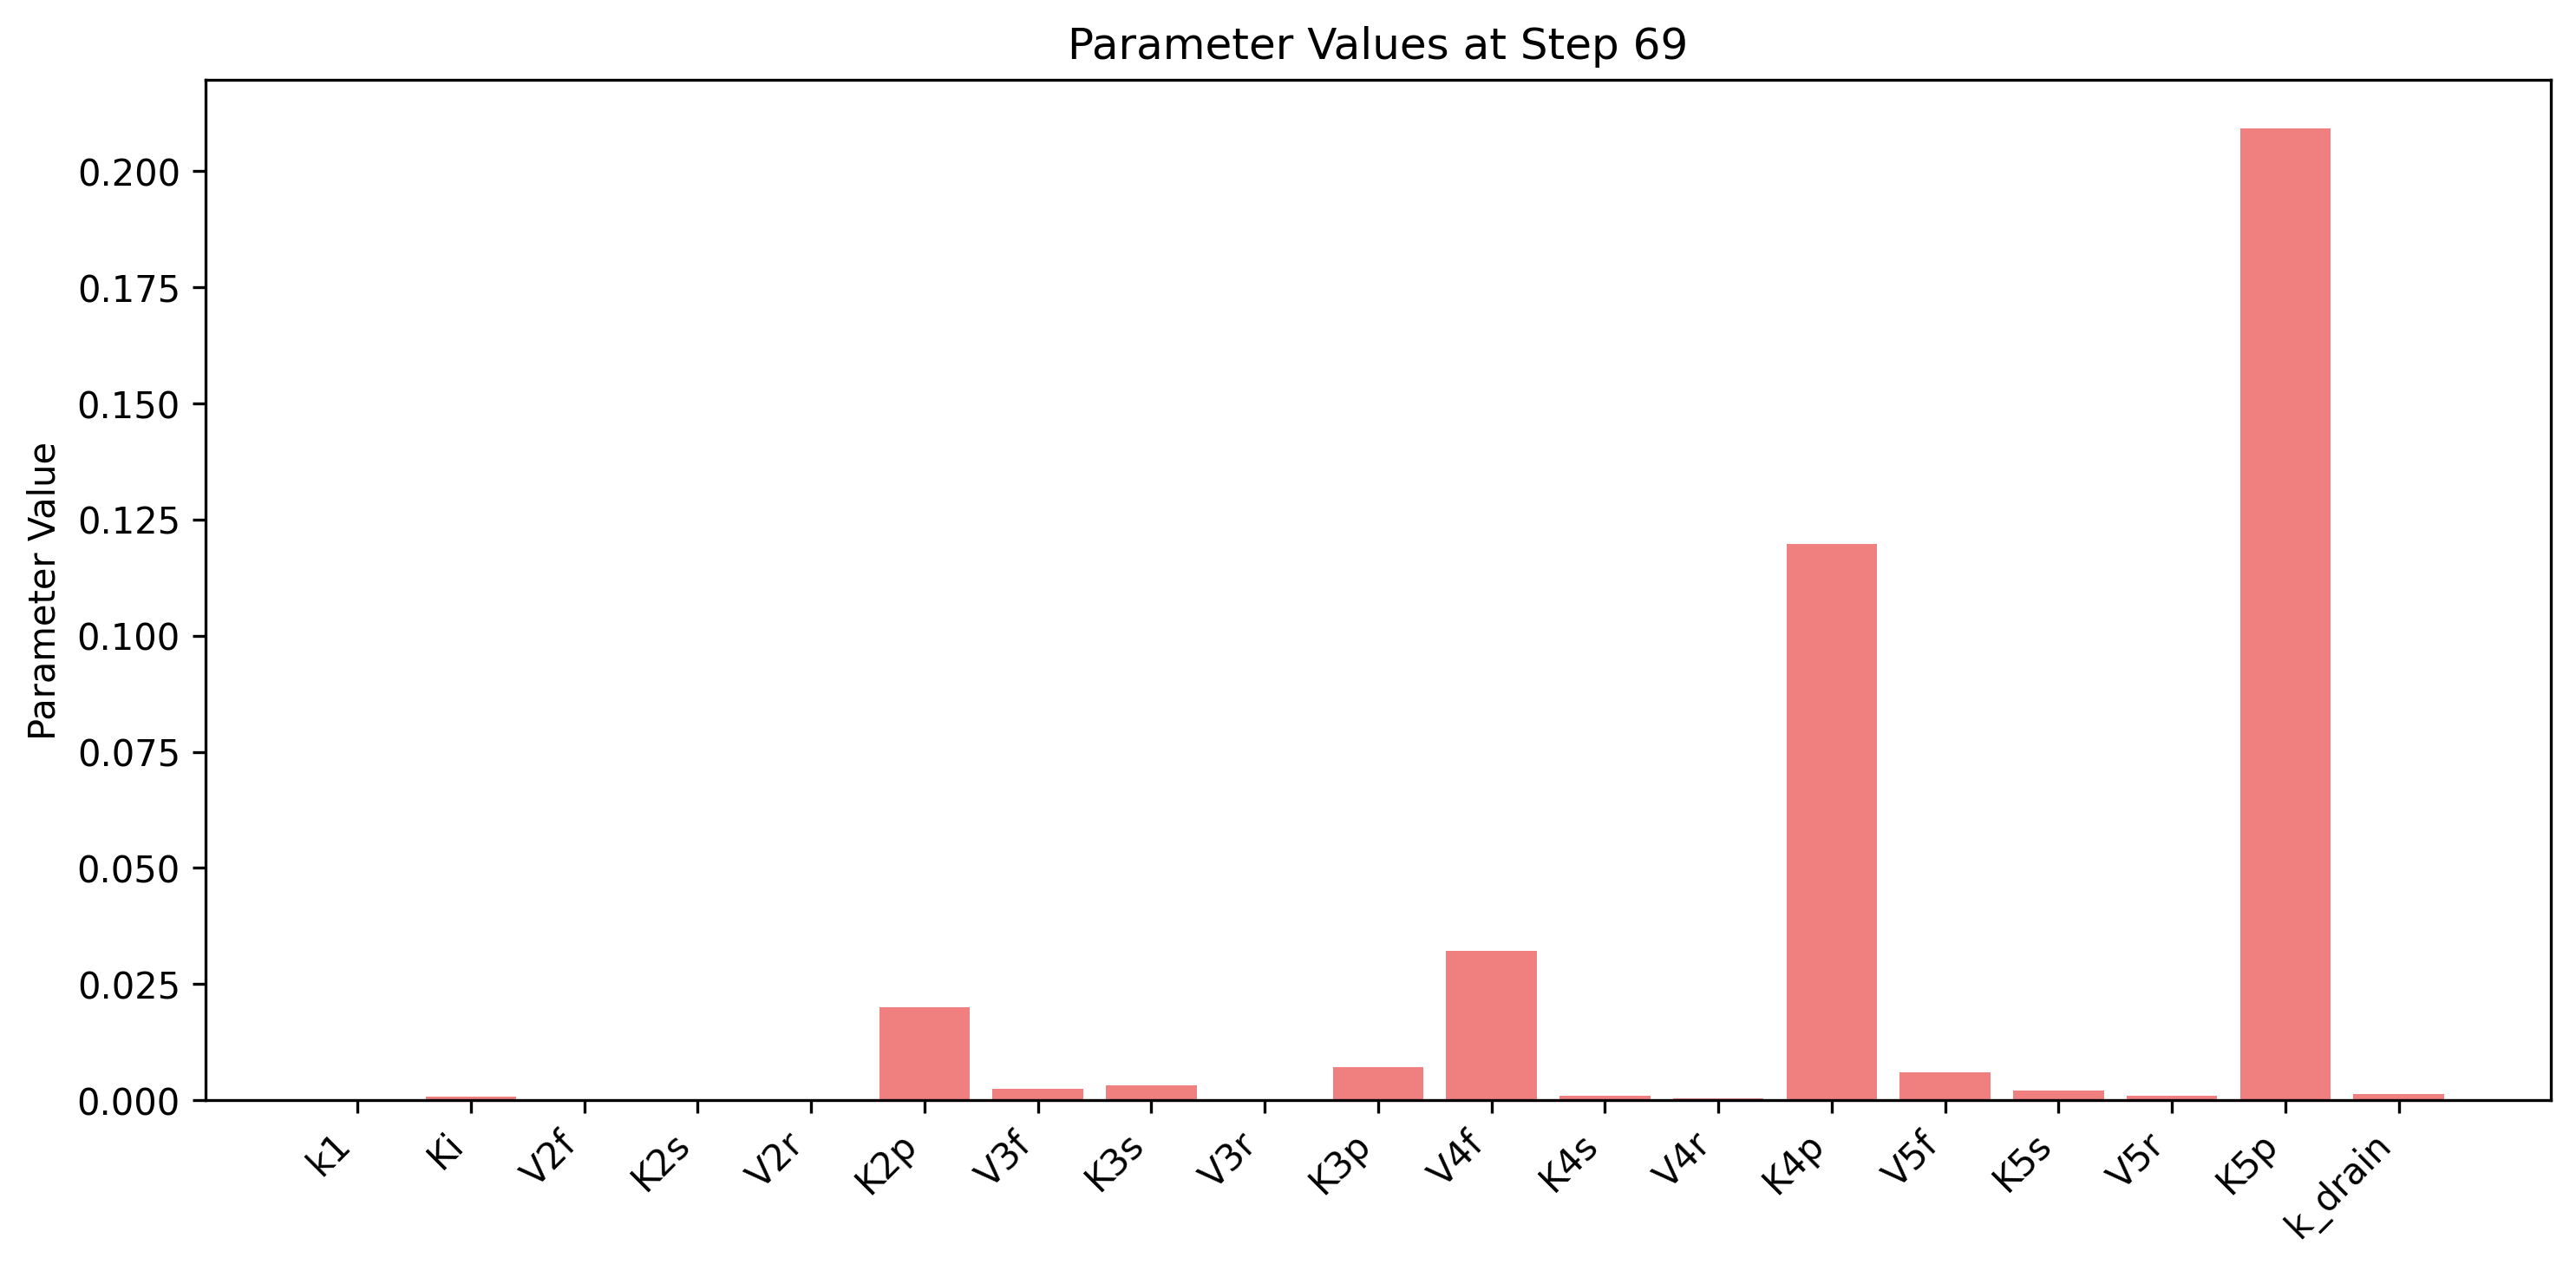 Parameter Values at Step 69
Parameter Value
0.200
0.175
0.150
0.125
0.100
0.075
0.050
0.025
0.000
k1
Ki
V2f
K2s
V2r
K2p
V3f
K3s
V3r
K3p
V4f
K4s
V4r
K4p
V5f
K5s
V5r
K5p
k_drain